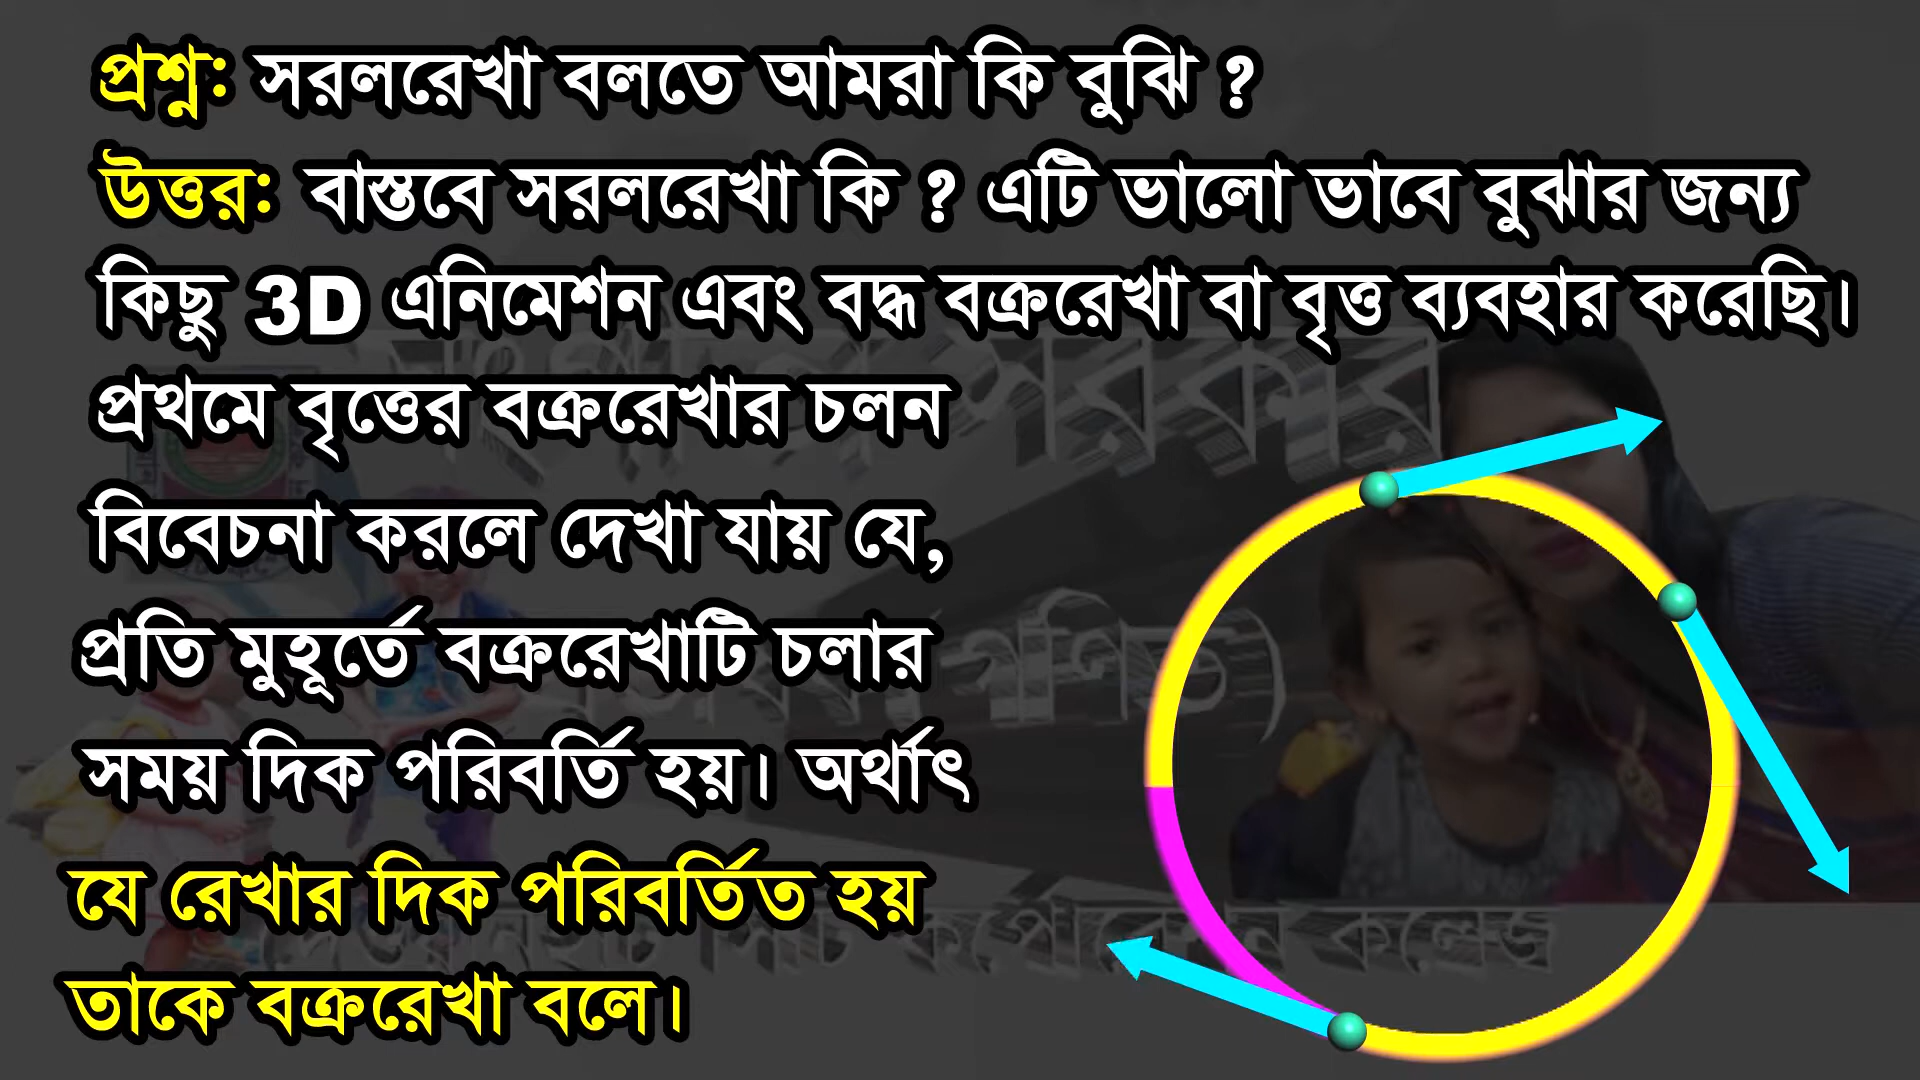 প্রশ্ন: সরলরেখা বলতে আমরা কি বুঝি ?
উত্তর: বাস্তবে সরলরেখা কি ? এটি ভালো ভাবে বুঝার জন্য
কিছু 3D এনিমেশন এবং বদ্ধ বক্ররেখা বা বৃত্ত ব্যবহার করেছি।
প্রথমে বৃত্তের বক্ররেখার চলন
বিবেচনা করলে দেখা যায় যে,
প্রতি মুহূর্তে বক্ররেখাটি চলার
সময় দিক পরিবর্তি হয়। অর্থাৎ
যে রেখার দিক পরিবর্তিত হয়
তাকে বক্ররেখা বলে।